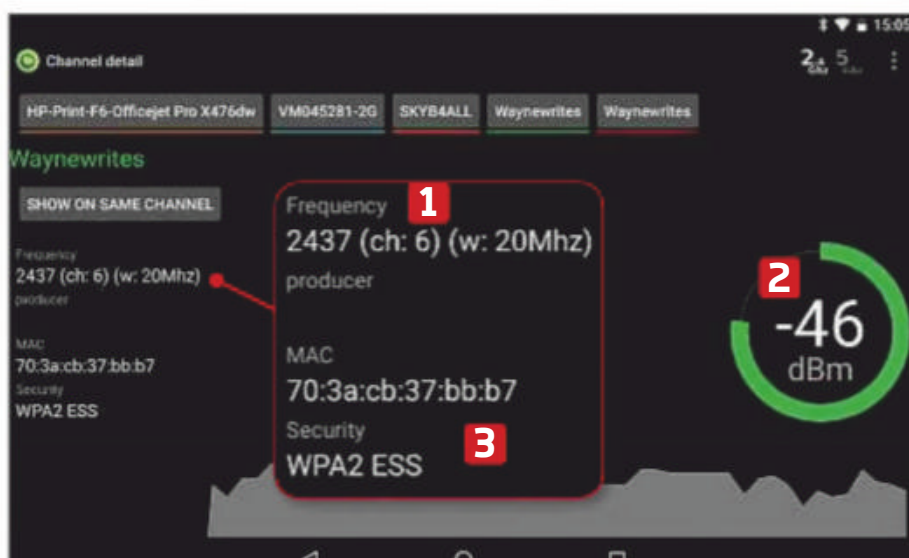 15:05
Channel detail
2.4 5
HP-Print-F6-Officejet Pro X476dw VM045281-2G SKYB4ALL Waynewrites Waynewrites
Waynewrites
SHOW ON SAME CHANNEL
Frequency
2437 (ch: 6) (w: 20Mhz)
producer
MAC
70:3a:cb:37:bb:b7
Security
WPA2 ESS
Frequency 1
2437 (ch: 6) (w: 20Mhz)
producer
MAC
70:3a:cb:37:bb:b7
Security
WPA2 ESS 3
2
-46
dBm